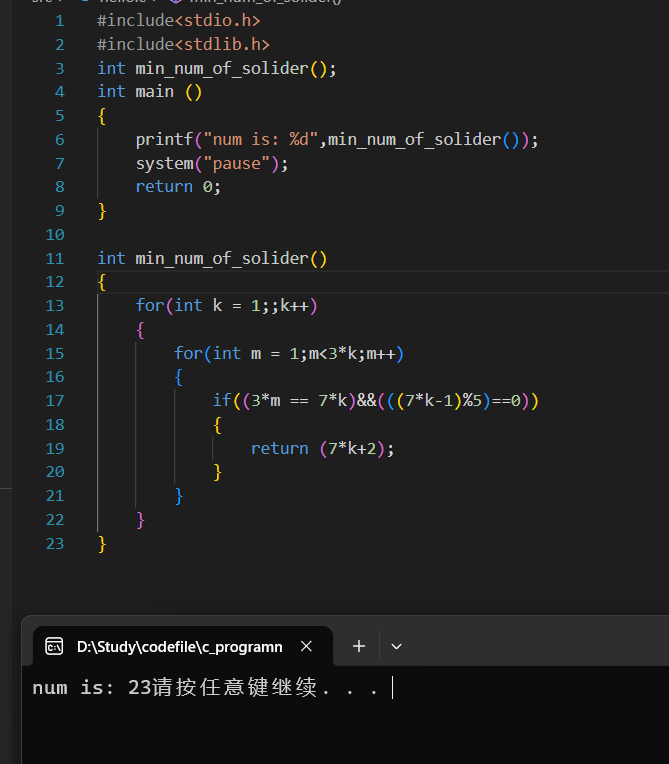 min_num_of_solider()
1 #include<stdio.h>
2 #include<stdlib.h>
3 int min_num_of_solider();
4 int main ()
5 {
6 printf("num is: %d",min_num_of_solider());
7 system("pause");
8 return 0;
9 }
10
11 int min_num_of_solider()
12 {
13 for(int k = 1;;k++)
14 {
15 for(int m = 1;m<3*k;m++)
16 {
17 if((3*m == 7*k)&&(((7*k-1)%5)==0))
18 {
19 return (7*k+2);
20 }
21 }
22 }
23 }
D:\Study\codefile\c_programn
num is: 23请按任意键继续. . .